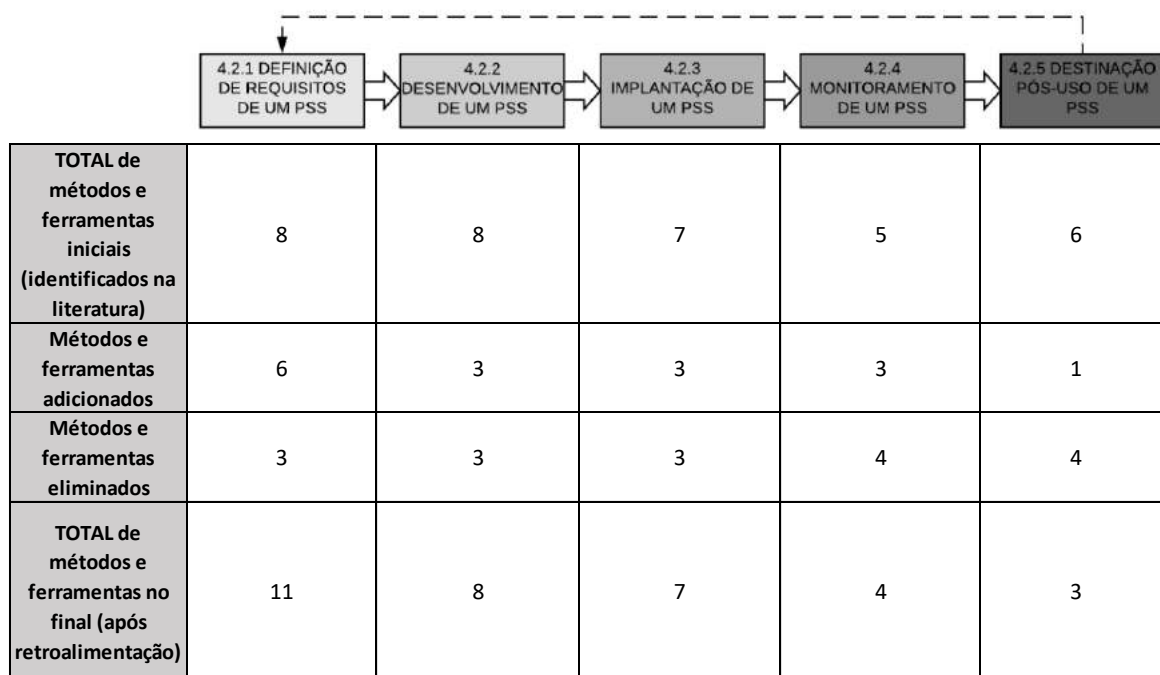 4.2.1 DEFINIÇÃO
DE REQUISITOS
DE UM PSS
4.2.2
DESENVOLVIMENTO
DE UM PSS
4.2.3
IMPLANTAÇÃO DE
UM PSS
4.2.4
MONITORAMENTO
DE UM PSS
4.2.5 DESTINAÇÃO
PÓS-USO DE UM
PSS
TOTAL de
métodos e
ferramentas
iniciais
(identificados na
literatura)
8
8
7
5
6
Métodos e
ferramentas
adicionados
6
3
3
3
1
Métodos e
ferramentas
eliminados
3
3
3
4
4
TOTAL de
métodos e
ferramentas no
final (após
retroalimentação)
11
8
7
4
3